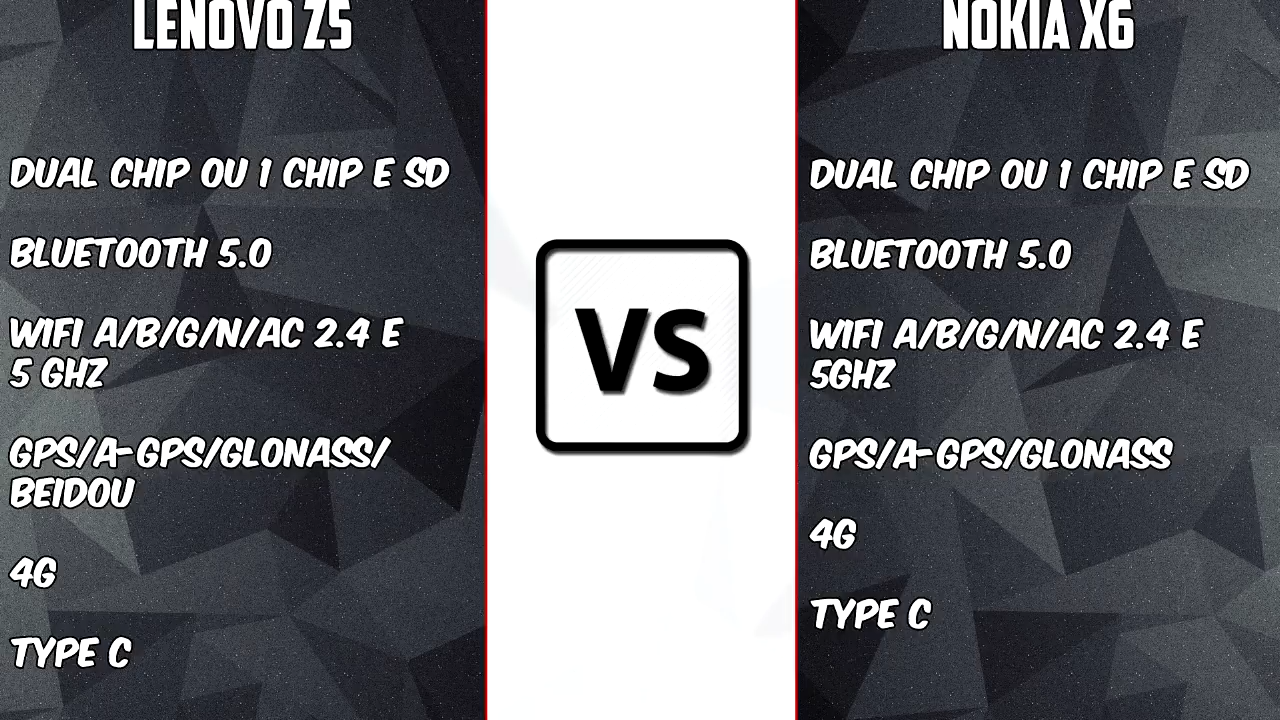 LENOVO Z5
DUAL CHIP OU 1 CHIP E SD
BLUETOOTH 5.0
WIFI A/B/G/N/AC 2.4 E
5 GHZ
GPS/A-GPS/GLONASS/
BEIDOU
4G
TYPE C
VS
NOKIA X6
DUAL CHIP OU 1 CHIP E SD
BLUETOOTH 5.0
WIFI A/B/G/N/AC 2.4 E
5GHZ
GPS/A-GPS/GLONASS
4G
TYPE C